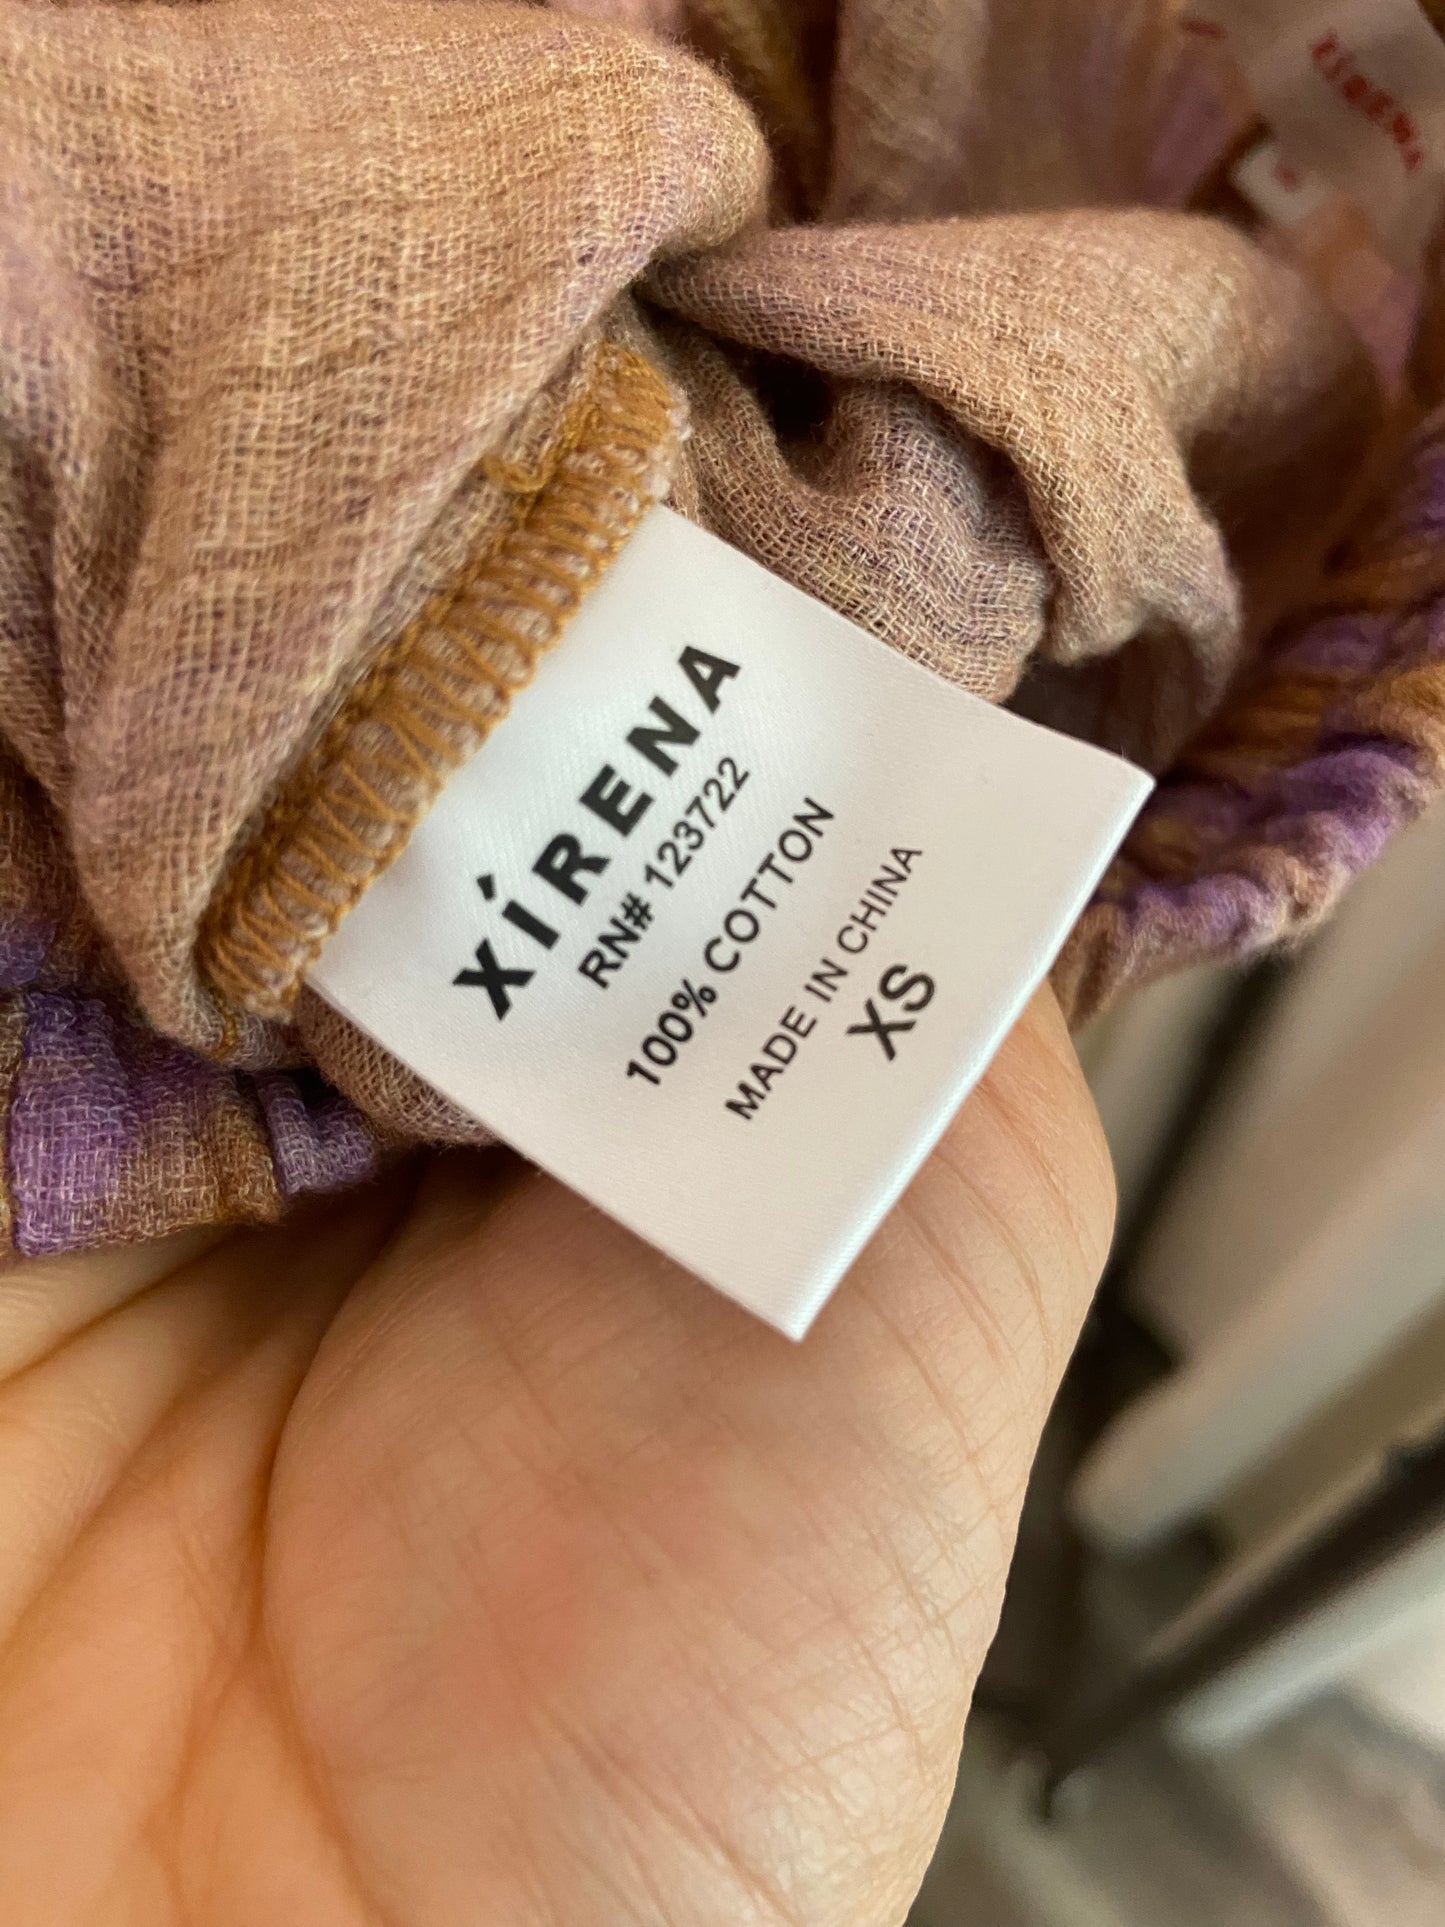 XÍRENA
RN# 123722
100% COTTON
MADE IN CHINA
XS